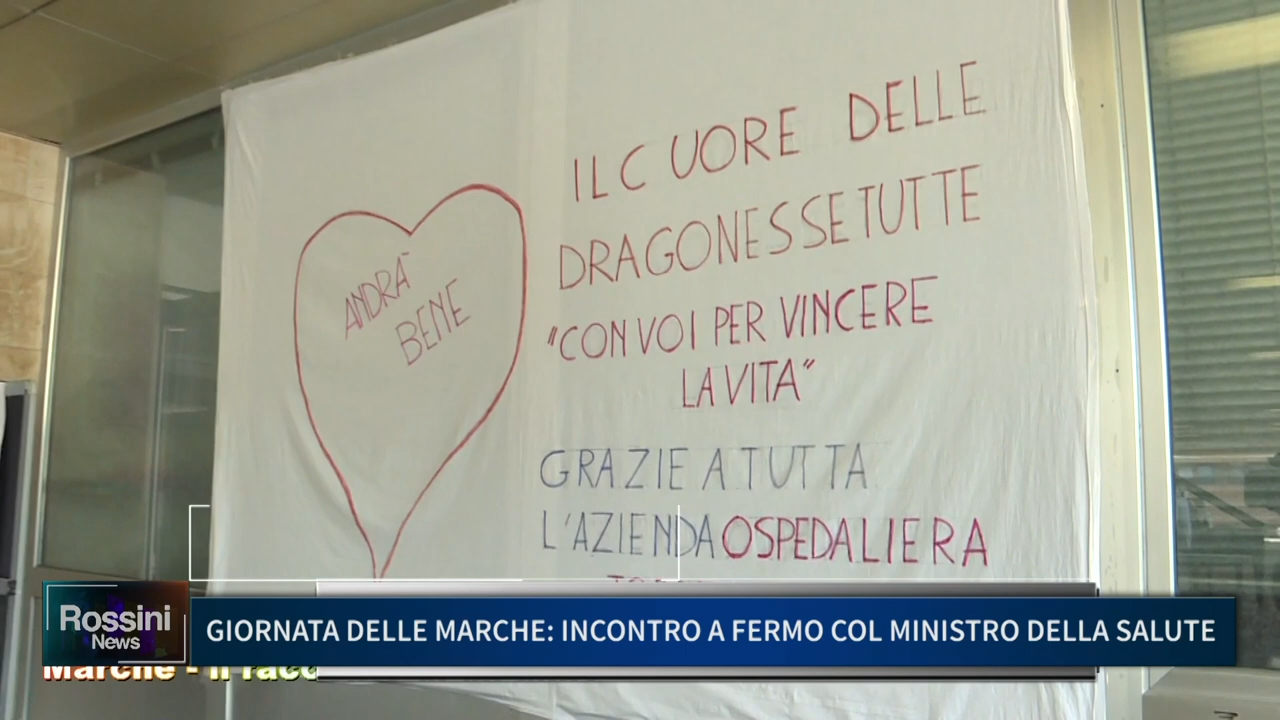 IL CUORE DELLE
DRAGONESSE TUTTE
"CON VOI PER VINCERE
LA VITA"
ANDRÀ
BENE
GRAZIE A TUTTA
L'AZIENDA OSPEDALIERA
Rossini
News
GIORNATA DELLE MARCHE: INCONTRO A FERMO COL MINISTRO DELLA SALUTE
Marche - Il